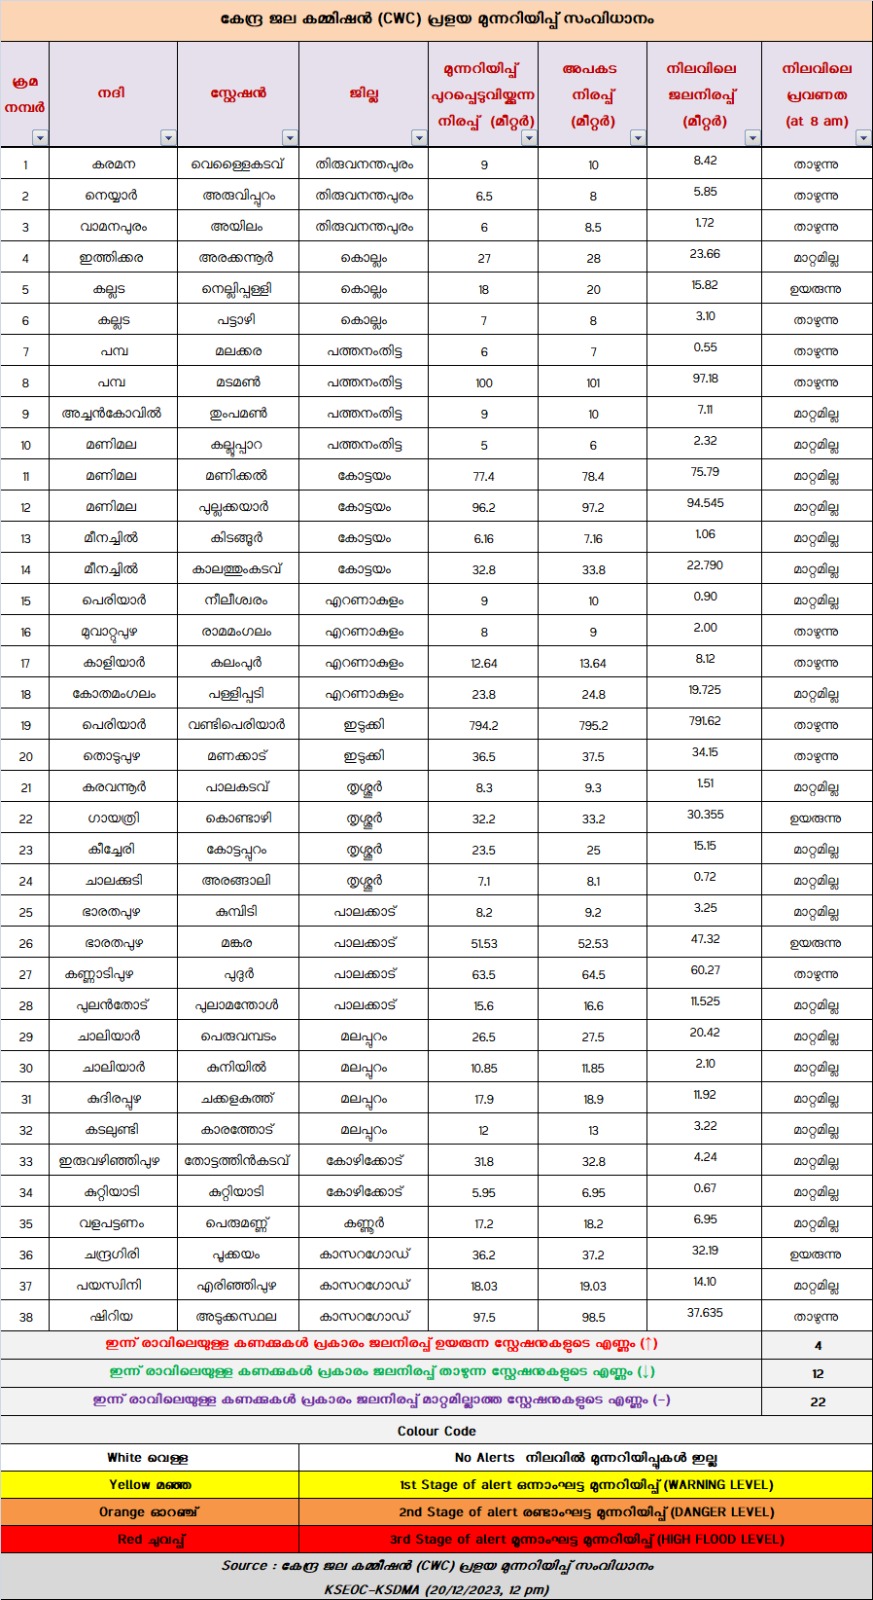 കേന്ദ്ര ജല കമ്മിഷൻ (CWC) പ്രളയ മുന്നറിയിപ്പ് സംവിധാനം
ക്രമ നമ്പർ നദി സ്റ്റേഷൻ ജില്ല മുന്നറിയിപ്പ് പുറപ്പെടുവിയ്ക്കുന്ന നിരപ്പ് (മീറ്റർ) അപകട നിരപ്പ് (മീറ്റർ) നിലവിലെ ജലനിരപ്പ് (മീറ്റർ) നിലവിലെ പ്രവണത (at 8 am)
1 കരമന വെള്ളൈകടവ് തിരുവനന്തപുരം 9 10 8.42 താഴുന്നു
2 നെയ്യാർ അരുവിപ്പുറം തിരുവനന്തപുരം 6.5 8 5.85 താഴുന്നു
3 വാമനപുരം അയിലം തിരുവനന്തപുരം 6 8.5 1.72 താഴുന്നു
4 ഇത്തിക്കര അരക്കന്നൂർ കൊല്ലം 27 28 23.66 മാറ്റമില്ല
5 കല്ലട നെല്ലിപ്പള്ളി കൊല്ലം 18 20 15.82 ഉയരുന്നു
6 കല്ലട പട്ടാഴി കൊല്ലം 7 8 3.10 താഴുന്നു
7 പമ്പ മലക്കര പത്തനംതിട്ട 6 7 0.55 താഴുന്നു
8 പമ്പ മടമൺ പത്തനംതിട്ട 100 101 97.18 താഴുന്നു
9 അച്ചൻകോവിൽ തുംപമൺ പത്തനംതിട്ട 9 10 7.11 മാറ്റമില്ല
10 മണിമല കല്ലൂപ്പാറ പത്തനംതിട്ട 5 6 2.32 മാറ്റമില്ല
11 മണിമല മണിക്കൽ കോട്ടയം 77.4 78.4 75.79 മാറ്റമില്ല
12 മണിമല പുല്ലക്കയാർ കോട്ടയം 96.2 97.2 94.545 മാറ്റമില്ല
13 മീനച്ചിൽ കിടങ്ങൂർ കോട്ടയം 6.16 7.16 1.06 മാറ്റമില്ല
14 മീനച്ചിൽ കാലത്തുംകടവ് കോട്ടയം 32.8 33.8 22.790 മാറ്റമില്ല
15 പെരിയാർ നീലീശ്വരം എറണാകുളം 9 10 0.90 മാറ്റമില്ല
16 മുവാറ്റുപുഴ രാമമംഗലം എറണാകുളം 8 9 2.00 താഴുന്നു
17 കാളിയാർ കലംപുർ എറണാകുളം 12.64 13.64 8.12 താഴുന്നു
18 കോതമംഗലം പള്ളിപ്പടി എറണാകുളം 23.8 24.8 19.725 മാറ്റമില്ല
19 പെരിയാർ വണ്ടിപെരിയാർ ഇടുക്കി 794.2 795.2 791.62 താഴുന്നു
20 തൊടുപുഴ മണക്കാട് ഇടുക്കി 36.5 37.5 34.15 താഴുന്നു
21 കരവന്നൂർ പാലകടവ് തൃശ്ശൂർ 8.3 9.3 1.51 മാറ്റമില്ല
22 ഗായത്രി കൊണ്ടാഴി തൃശ്ശൂർ 32.2 33.2 30.355 ഉയരുന്നു
23 കീച്ചേരി കോട്ടപ്പുറം തൃശ്ശൂർ 23.5 25 15.15 മാറ്റമില്ല
24 ചാലക്കുടി അരങ്ങാലി തൃശ്ശൂർ 7.1 8.1 0.72 മാറ്റമില്ല
25 ഭാരതപുഴ കുമ്പിടി പാലക്കാട് 8.2 9.2 3.25 മാറ്റമില്ല
26 ഭാരതപുഴ മങ്കര പാലക്കാട് 51.53 52.53 47.32 ഉയരുന്നു
27 കണ്ണാടിപുഴ പുദുർ പാലക്കാട് 63.5 64.5 60.27 താഴുന്നു
28 പുലൻതോട് പുലാമന്തോൾ പാലക്കാട് 15.6 16.6 11.525 മാറ്റമില്ല
29 ചാലിയാർ പെരുവമ്പടം മലപ്പുറം 26.5 27.5 20.42 മാറ്റമില്ല
30 ചാലിയാർ കുനിയിൽ മലപ്പുറം 10.85 11.85 2.10 മാറ്റമില്ല
31 കുദിരപ്പുഴ ചക്കളകുത്ത് മലപ്പുറം 17.9 18.9 11.92 മാറ്റമില്ല
32 കടലുണ്ടി കാരത്തോട് മലപ്പുറം 12 13 3.22 മാറ്റമില്ല
33 ഇരുവഴിഞ്ഞിപുഴ തോട്ടത്തിൻകടവ് കോഴിക്കോട് 31.8 32.8 4.24 മാറ്റമില്ല
34 കുറ്റിയാടി കുറ്റിയാടി കോഴിക്കോട് 5.95 6.95 0.67 മാറ്റമില്ല
35 വളപട്ടണം പെരുമണ്ണ് കണ്ണൂർ 17.2 18.2 6.95 മാറ്റമില്ല
36 ചന്ദ്രഗിരി പൂക്കയം കാസറഗോഡ് 36.2 37.2 32.19 ഉയരുന്നു
37 പയസ്വിനി എരിഞ്ഞിപുഴ കാസറഗോഡ് 18.03 19.03 14.10 മാറ്റമില്ല
38 ഷിറിയ അടുക്കസ്ഥല കാസറഗോഡ് 97.5 98.5 37.635 താഴുന്നു
ഇന്ന് രാവിലെയുള്ള കണക്കുകൾ പ്രകാരം ജലനിരപ്പ് ഉയരുന്ന സ്റ്റേഷനുകളുടെ എണ്ണം (↑) 4
ഇന്ന് രാവിലെയുള്ള കണക്കുകൾ പ്രകാരം ജലനിരപ്പ് താഴുന്ന സ്റ്റേഷനുകളുടെ എണ്ണം (↓) 12
ഇന്ന് രാവിലെയുള്ള കണക്കുകൾ പ്രകാരം ജലനിരപ്പ് മാറ്റമില്ലാത്ത സ്റ്റേഷനുകളുടെ എണ്ണം (–) 22
Colour Code
White വെള്ള No Alerts നിലവിൽ മുന്നറിയിപ്പുകൾ ഇല്ല
Yellow മഞ്ഞ 1st Stage of alert ഒന്നാംഘട്ട മുന്നറിയിപ്പ് (WARNING LEVEL)
Orange ഓറഞ്ച് 2nd Stage of alert രണ്ടാംഘട്ട മുന്നറിയിപ്പ് (DANGER LEVEL)
Red ചുവപ്പ് 3rd Stage of alert മൂന്നാംഘട്ട മുന്നറിയിപ്പ് (HIGH FLOOD LEVEL)
Source : കേന്ദ്ര ജല കമ്മീഷൻ (CWC) പ്രളയ മുന്നറിയിപ്പ് സംവിധാനം
KSEOC-KSDMA (20/12/2023, 12 pm)